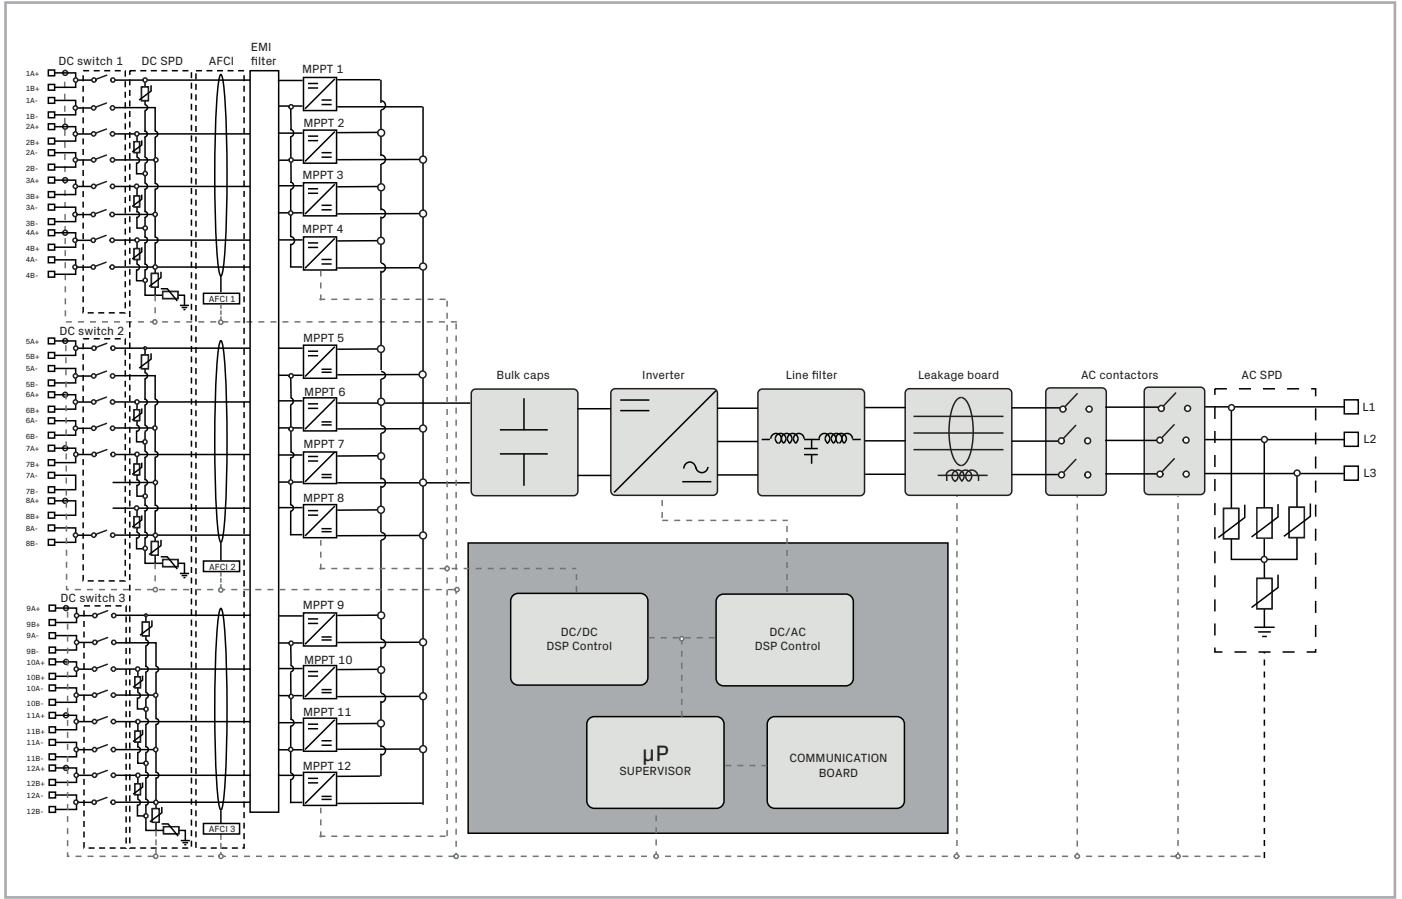 EMI
filter
DC switch 1
DC SPD
AFCI
MPPT 1
1A+
1B+
1A-
1B-
2A+
2B+
2A-
2B-
3A+
3B+
3A-
3B-
4A+
4B+
4A-
4B-
MPPT 2
MPPT 3
MPPT 4
AFCI 1
DC switch 2
5A+
5B+
5A-
5B-
6A+
6B+
6A-
6B-
7A+
7B+
7A-
7B-
8A+
8B+
8A-
8B-
MPPT 5
MPPT 6
MPPT 7
MPPT 8
AFCI 2
Bulk caps
Inverter
Line filter
Leakage board
AC contactors
AC SPD
L1
L2
L3
DC switch 3
9A+
9B+
9A-
9B-
10A+
10B+
10A-
10B-
11A+
11B+
11A-
11B-
12A+
12B+
12A-
12B-
MPPT 9
MPPT 10
MPPT 11
MPPT 12
AFCI 3
DC/DC
DSP Control
DC/AC
DSP Control
µP
SUPERVISOR
COMMUNICATION
BOARD